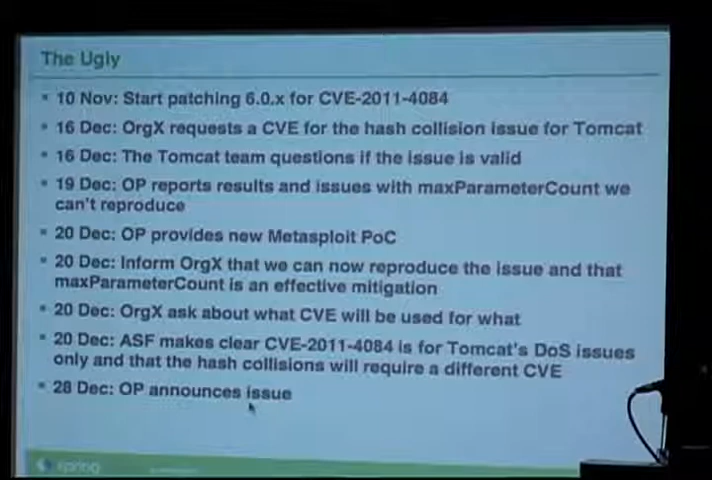 The Ugly
10 Nov: Start patching 6.0.x for CVE-2011-4084
16 Dec: OrgX requests a CVE for the hash collision issue for Tomcat
16 Dec: The Tomcat team questions if the issue is valid
19 Dec: OP reports results and issues with maxParameterCount we
can't reproduce
20 Dec: OP provides new Metasploit PoC
20 Dec: Inform OrgX that we can now reproduce the issue and that
maxParameterCount is an effective mitigation
20 Dec: OrgX ask about what CVE will be used for what
20 Dec: ASF makes clear CVE-2011-4084 is for Tomcat's DoS issues
only and that the hash collisions will require a different CVE
28 Dec: OP announces issue
spring